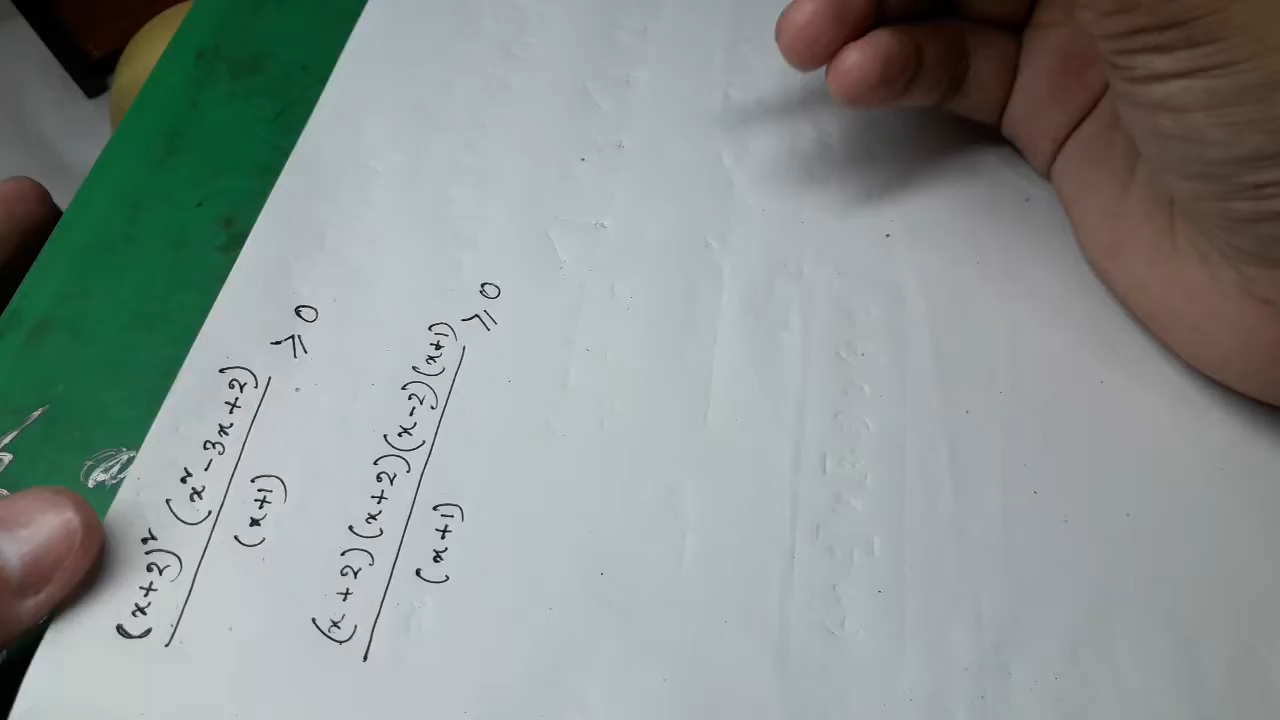 (x+2)² (x²-3x+2)
(x+1)
≥ 0
(x+2)(x+2)(x-2)(x+1)
(x+1)
≥ 0